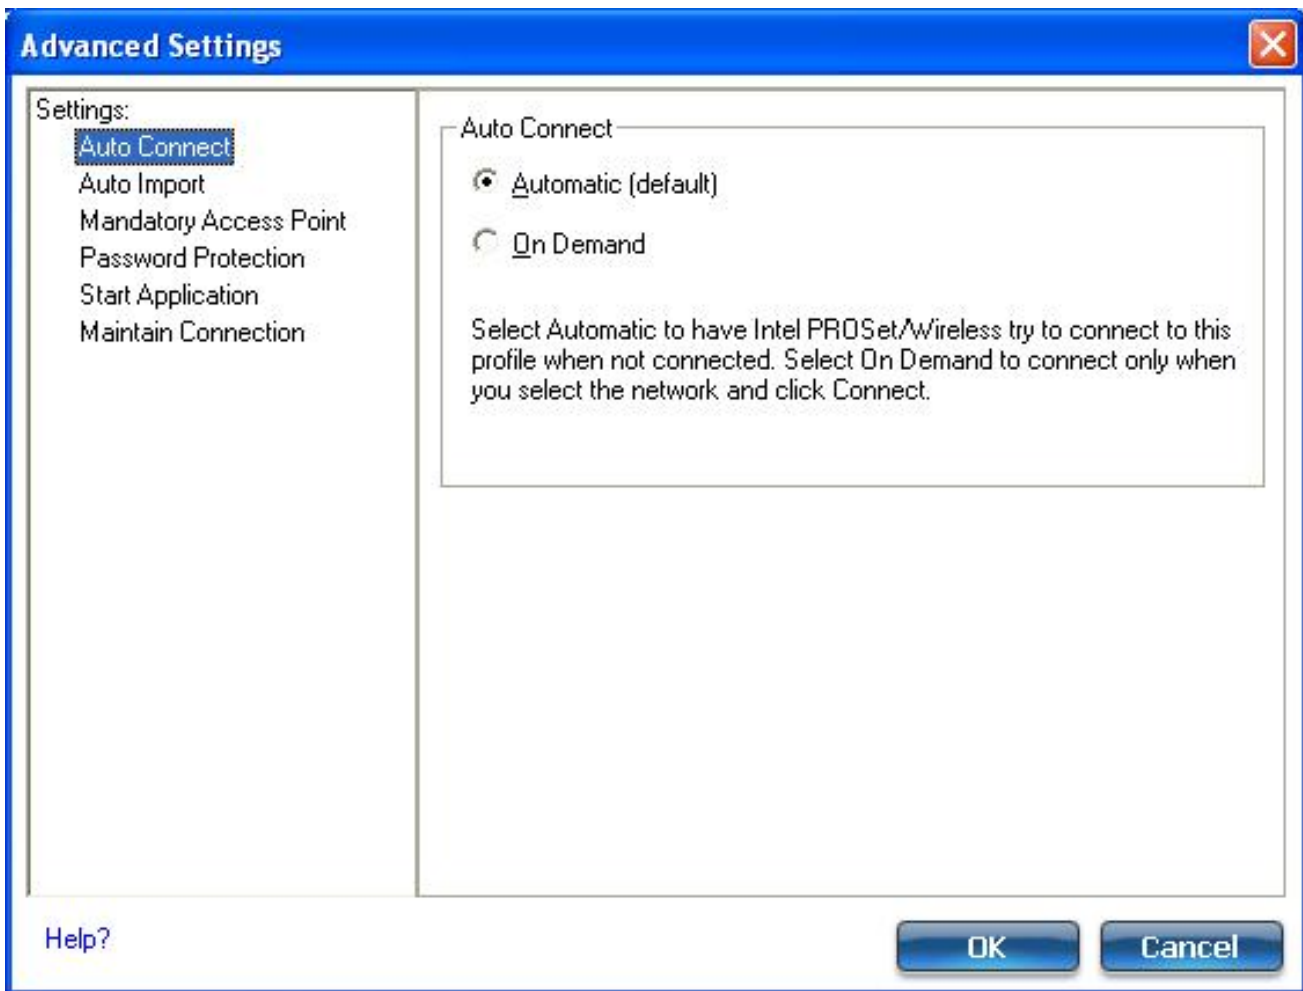 Advanced Settings
Settings:
Auto Connect
Auto Import
Mandatory Access Point
Password Protection
Start Application
Maintain Connection
Auto Connect
Automatic (default)
On Demand
Select Automatic to have Intel PROSet/Wireless try to connect to this
profile when not connected. Select On Demand to connect only when
you select the network and click Connect.
Help?
OK
Cancel